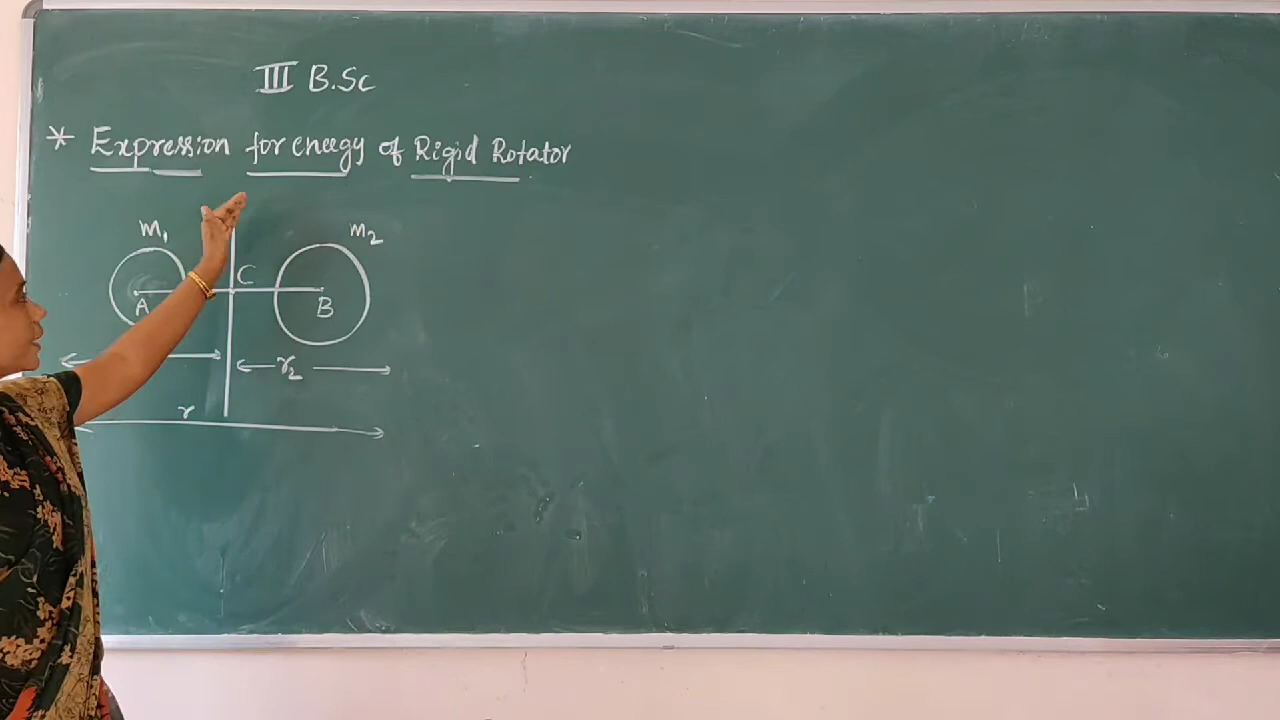 III B.Sc
* Expression for energy of Rigid Rotator
m₁ m₂
C
A B
r₂
r